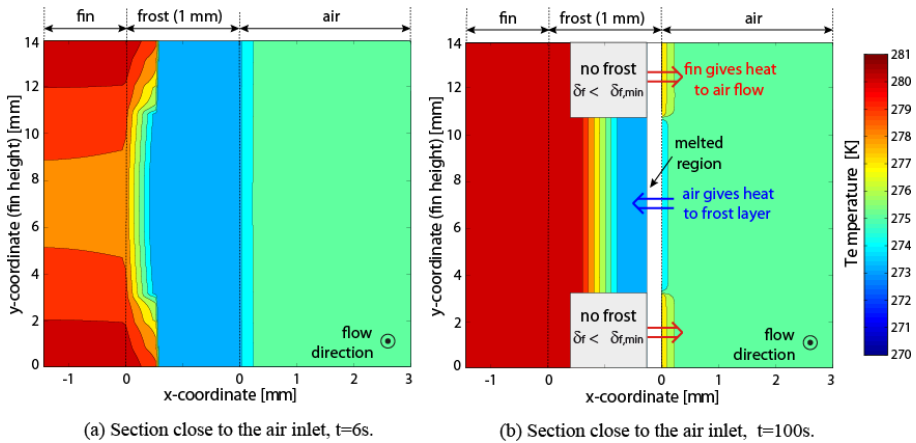 fin
frost (1 mm)
air
14
12
10
8
6
4
2
0
y-coordinate (fin height) [mm]
flow
direction
-1
0
0
1
2
3
x-coordinate [mm]
(a) Section close to the air inlet, t=6s.
fin
frost (1 mm)
air
14
12
10
8
6
4
2
0
y-coordinate (fin height) [mm]
no frost
δf < δf,min
fin gives heat
to air flow
melted
region
air gives heat
to frost layer
no frost
δf < δf,min
flow
direction
-1
0
0
1
2
3
x-coordinate [mm]
(b) Section close to the air inlet, t=100s.
281
280
279
278
277
276
275
274
273
272
271
270
Temperature [K]